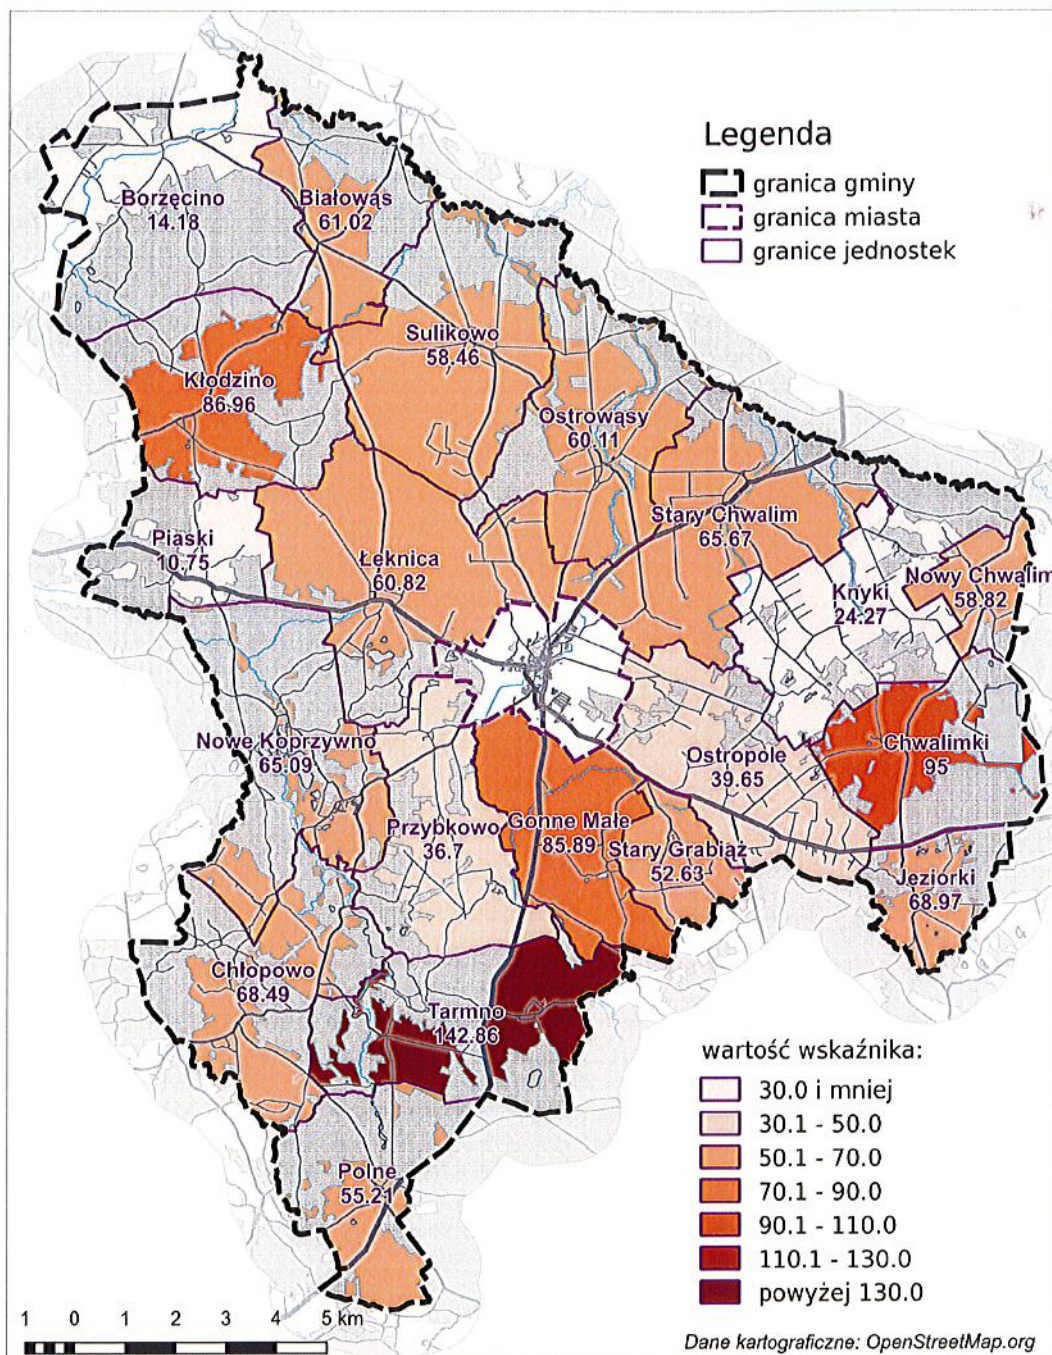 Legenda
granica gminy
granica miasta
granice jednostek
Borzęcino
14.18
Białowąs
61.02
Sulikowo
58.46
Kłodzino
86.96
Ostrowąsy
60.11
Stary Chwalim
65.67
Piaski
10.75
Łęknica
60.82
Knyki
24.27
Nowy Chwalim
58.82
Nowe Koprzywno
65.09
Ostropole
39.65
Chwalimki
95
Przybkowo
36.7
Gonne Małe
85.89
Stary Grabiąż
52.63
Jeziorki
68.97
Chłopowo
68.49
Tarmno
142.86
Polne
55.21
wartość wskaźnika:
30.0 i mniej
30.1 - 50.0
50.1 - 70.0
70.1 - 90.0
90.1 - 110.0
110.1 - 130.0
powyżej 130.0
1 0 1 2 3 4 5 km
Dane kartograficzne: OpenStreetMap.org